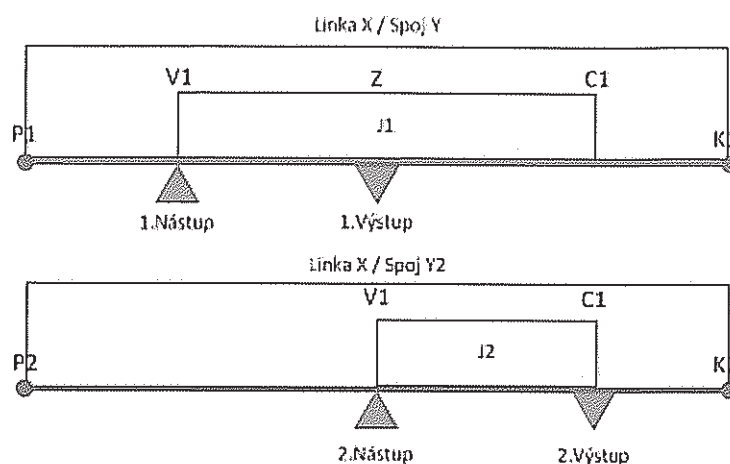 Linka X / Spoj Y
V1 Z C1
J1
P1 K
1.Nástup 1.Výstup
Linka X / Spoj Y2
V1 C1
J2
P2 K
2.Nástup 2.Výstup